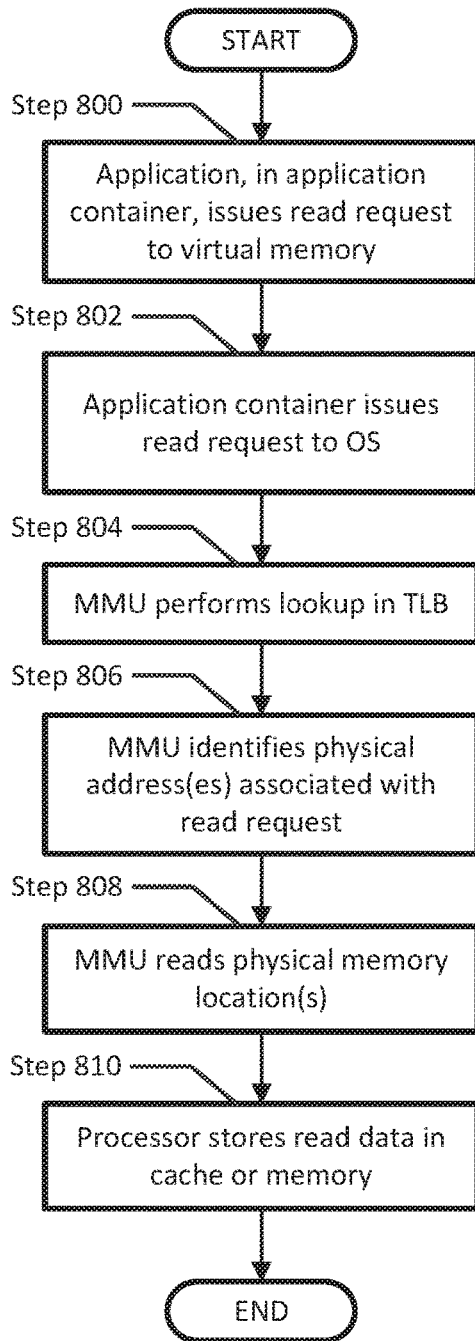 START
Step 800
Application, in application
container, issues read request
to virtual memory
Step 802
Application container issues
read request to OS
Step 804
MMU performs lookup in TLB
Step 806
MMU identifies physical
address(es) associated with
read request
Step 808
MMU reads physical memory
location(s)
Step 810
Processor stores read data in
cache or memory
END